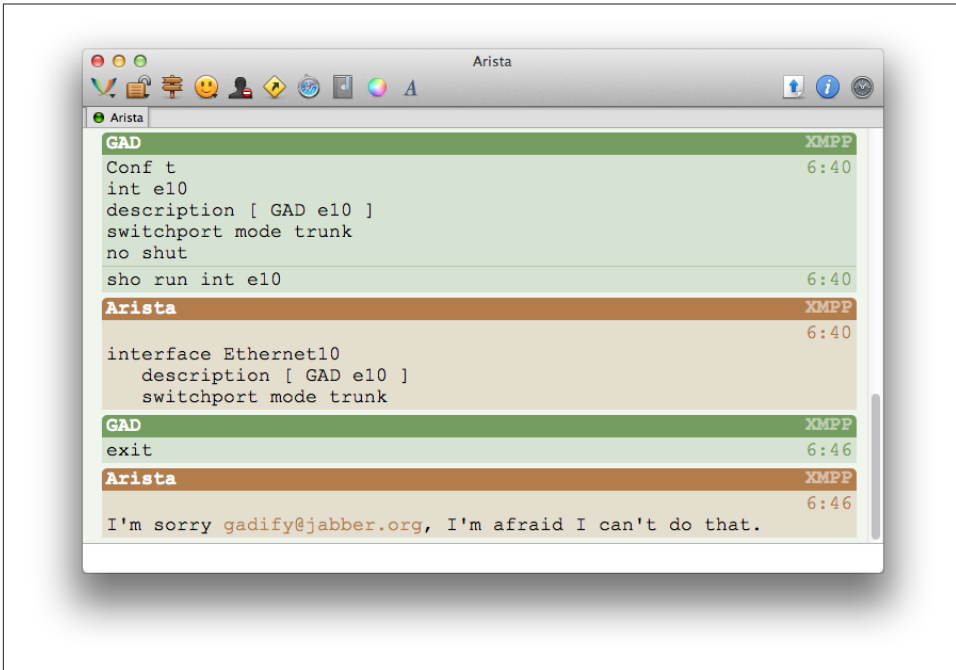 Arista
A
Arista
GAD XMPP
Conf t 6:40
int e10
description [ GAD e10 ]
switchport mode trunk
no shut
sho run int e10 6:40
Arista XMPP
6:40
interface Ethernet10
description [ GAD e10 ]
switchport mode trunk
GAD XMPP
exit 6:46
Arista XMPP
6:46
I'm sorry gadify@jabber.org, I'm afraid I can't do that.